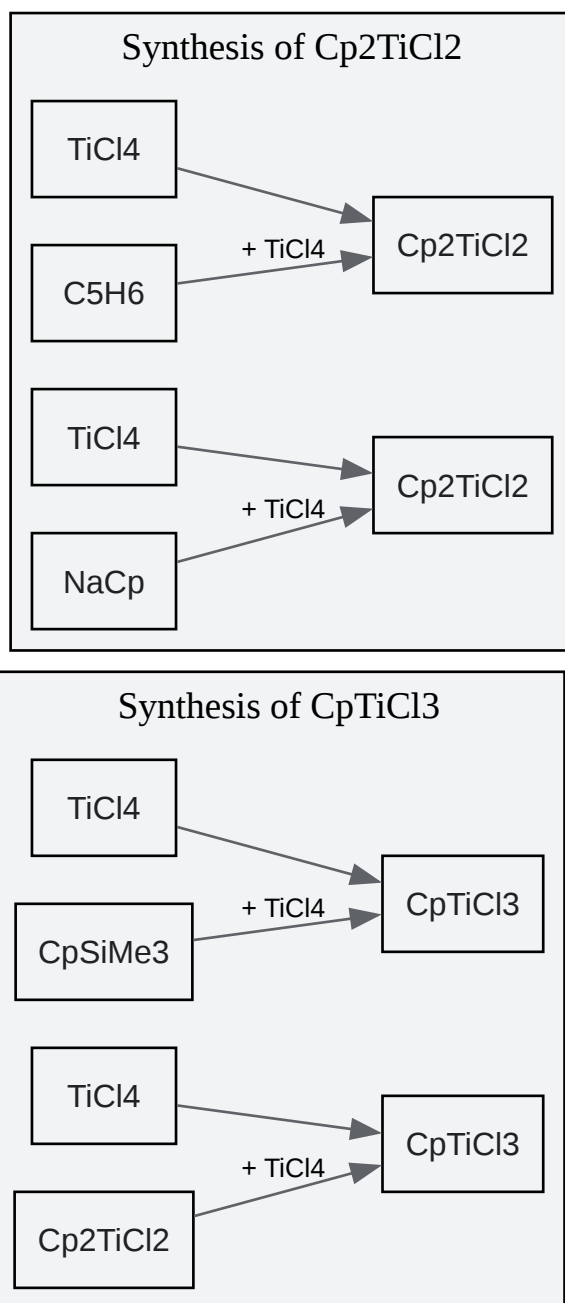 Synthesis of Cp2TiCl2
TiCl4
+ TiCl4
Cp2TiCl2
C5H6
TiCl4
+ TiCl4
Cp2TiCl2
NaCp
Synthesis of CpTiCl3
TiCl4
+ TiCl4
CpTiCl3
CpSiMe3
TiCl4
+ TiCl4
CpTiCl3
Cp2TiCl2